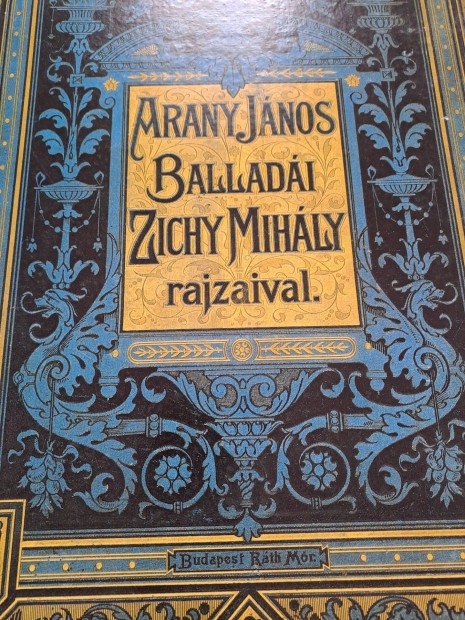 ARANY JÁNOS
BALLADÁI
ZICHY MIHÁLY
rajzaival.
Budapest Ráth Mór.